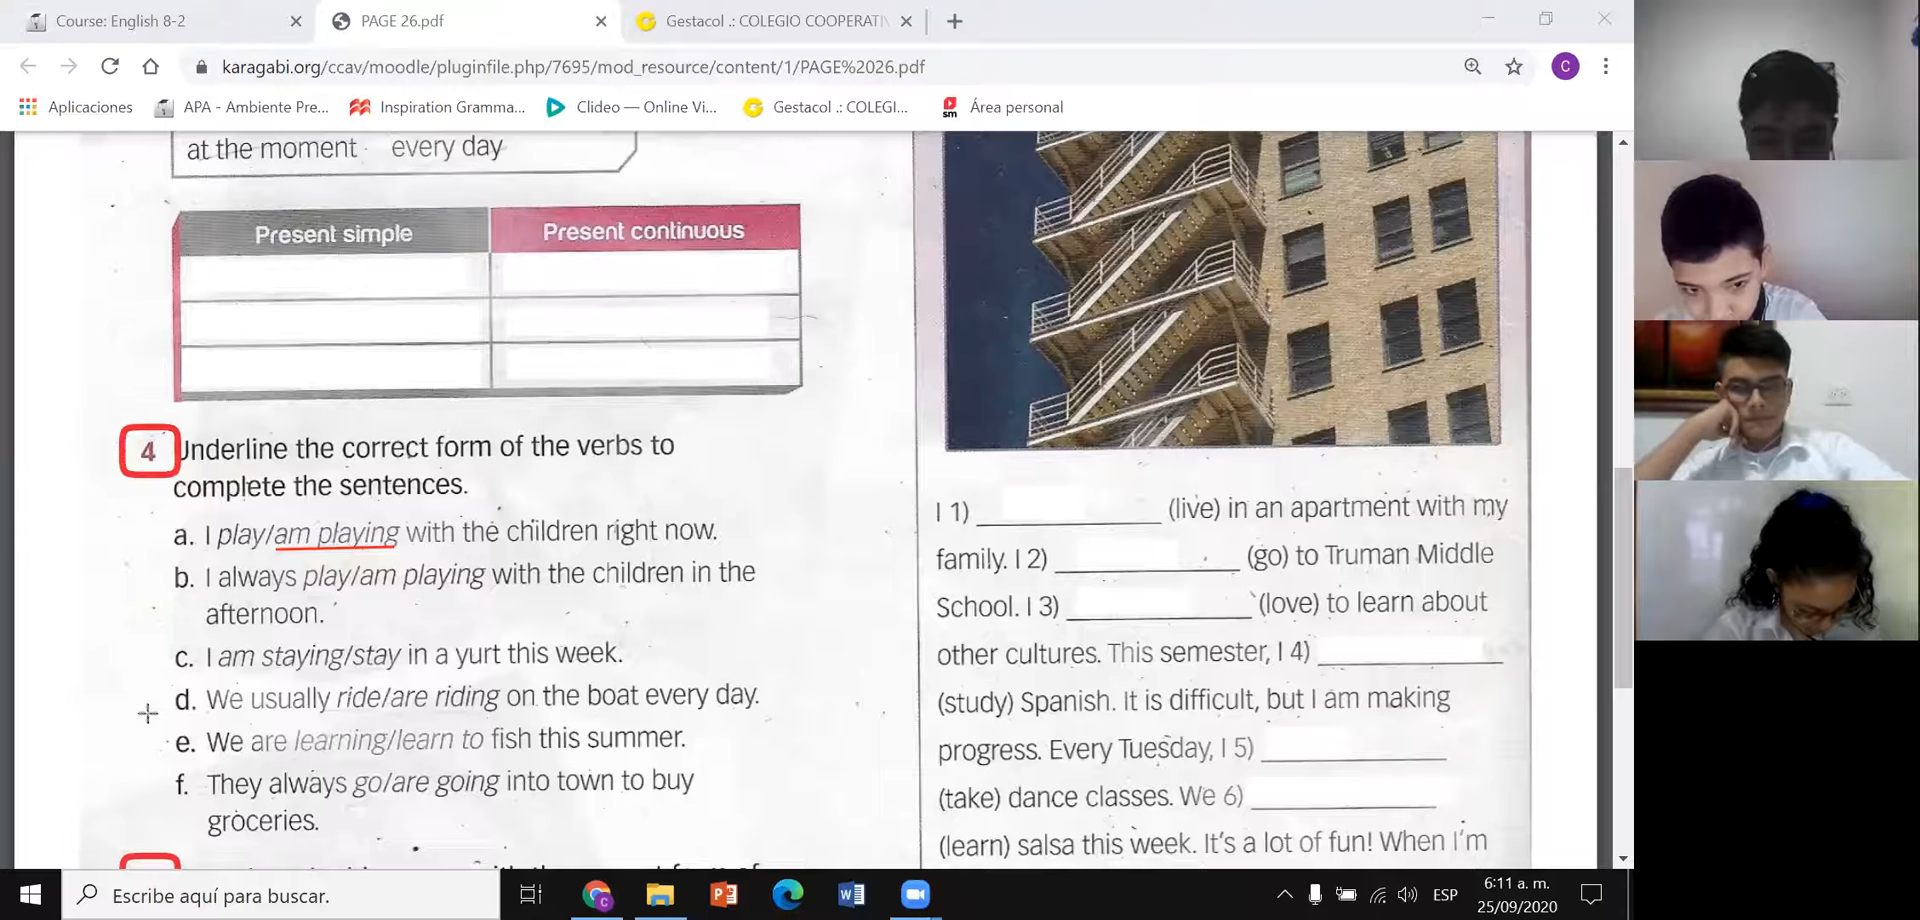 Course: English 8-2
PAGE 26.pdf
Gestacol .: COLEGIO COOPERATIV
karagabi.org/ccav/moodle/pluginfile.php/7695/mod_resource/content/1/PAGE%2026.pdf
C
Aplicaciones
APA - Ambiente Pre...
Inspiration Gramma...
Clideo — Online Vi...
Gestacol .: COLEGI...
sm
Área personal
at the moment every day
Present simple Present continuous
4 Underline the correct form of the verbs to
complete the sentences.
a. I play/am playing with the children right now.
b. I always play/am playing with the children in the
afternoon.
c. I am staying/stay in a yurt this week.
d. We usually ride/are riding on the boat every day.
e. We are learning/learn to fish this summer.
f. They always go/are going into town to buy
groceries.
I 1) ____________ (live) in an apartment with my
family. I 2) ____________ (go) to Truman Middle
School. I 3) ____________ (love) to learn about
other cultures. This semester, I 4) ____________
(study) Spanish. It is difficult, but I am making
progress. Every Tuesday, I 5) ____________
(take) dance classes. We 6) ____________
(learn) salsa this week. It's a lot of fun! When I'm
Escribe aquí para buscar.
C
ESP
6:11 a. m.
25/09/2020